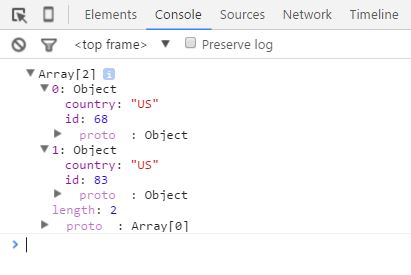 Elements Console Sources Network Timeline
<top frame> ▼ Preserve log
▼ Array[2] i
▼ 0: Object
country: "US"
id: 68
▶ __proto__: Object
▼ 1: Object
country: "US"
id: 83
▶ __proto__: Object
length: 2
▶ __proto__: Array[0]
>